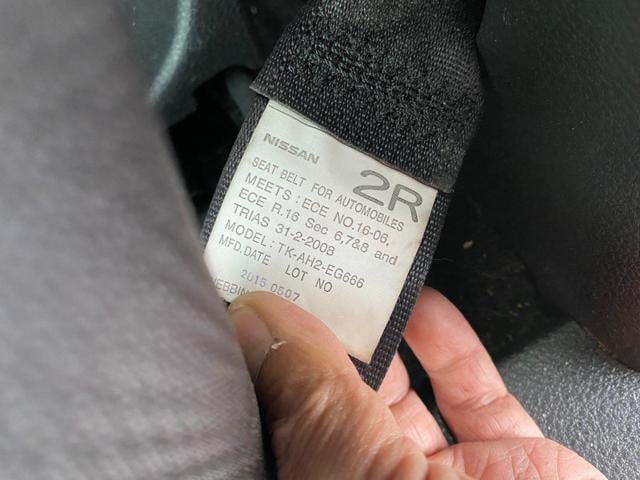 NISSAN
2R
SEAT BELT FOR AUTOMOBILES
MEETS : ECE NO.16-06,
ECE R.16 Sec 6,7&8 and
TRIAS 31-2-2008
MODEL: TK-AH2-EG666
MFD.DATE LOT NO
2015 0507